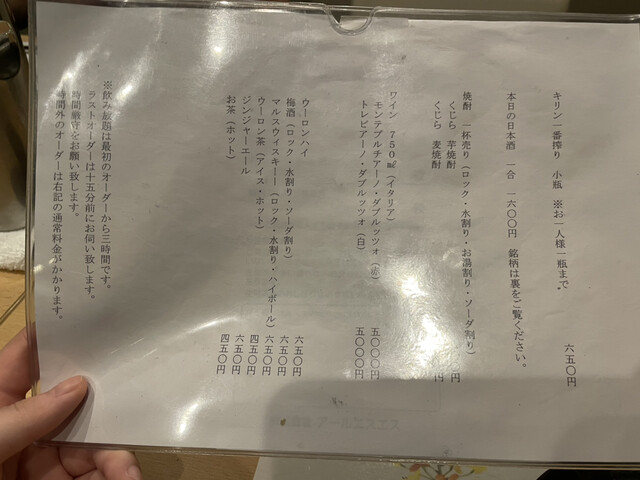 キリン一番搾り　小瓶　※お一人様一瓶まで　六五〇円
本日の日本酒　一合　一六〇〇円　銘柄は裏をご覧ください。
焼酎　一杯売り（ロック・水割り・お湯割り・ソーダ割り）
くじら　芋焼酎　円
くじら　麦焼酎　円
ワイン　７５０㎖（イタリア）
モンテプルチアーノ・ダブルッツォ（赤）　五〇〇〇円
トレビアーノ・ダブルッツォ（白）　五〇〇〇円
ウーロンハイ　六五〇円
梅酒（ロック・水割り・ソーダ割り）　六五〇円
マルスウィスキー（ロック・水割り・ハイボール）　六五〇円
ウーロン茶（アイス・ホット）　四五〇円
ジンジャーエール　六五〇円
お茶（ホット）　四五〇円
※飲み放題は最初のオーダーから三時間です。
ラストオーダーは十五分前にお伺い致します。
時間厳守をお願い致します。
時間外のオーダーは右記の通常料金がかかります。